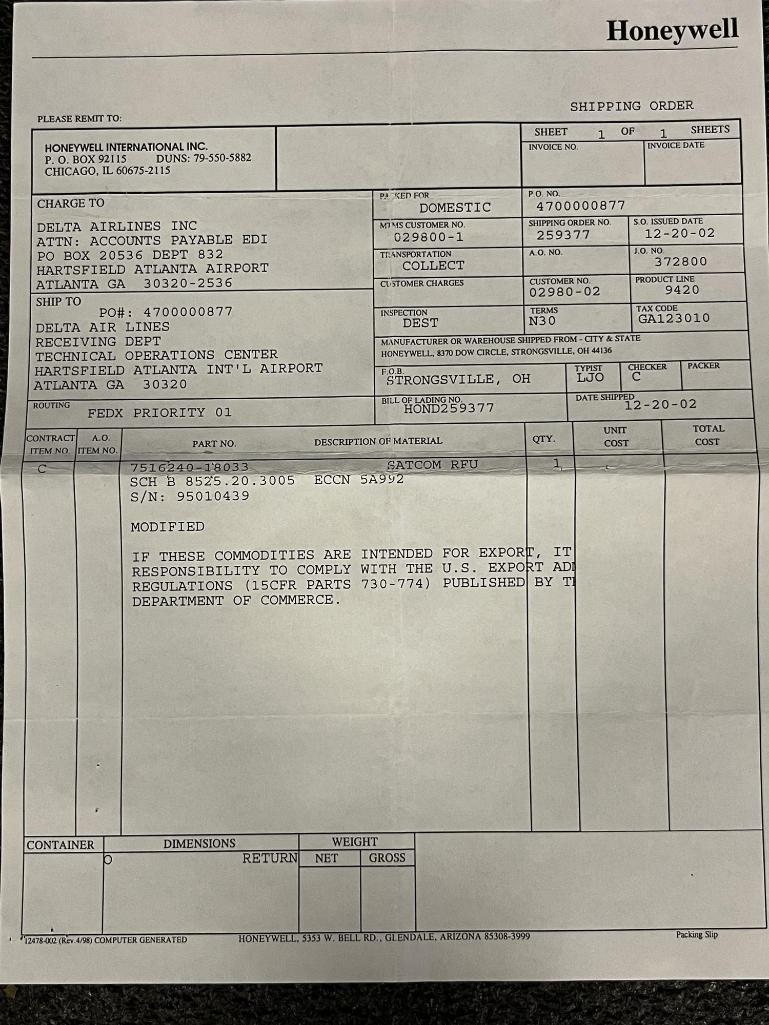 Honeywell
SHIPPING ORDER
PLEASE REMIT TO:
HONEYWELL INTERNATIONAL INC.
P. O. BOX 92115 DUNS: 79-550-5882
CHICAGO, IL 60675-2115
SHEET 1 OF 1 SHEETS
INVOICE NO. INVOICE DATE
CHARGE TO
DELTA AIRLINES INC
ATTN: ACCOUNTS PAYABLE EDI
PO BOX 20536 DEPT 832
HARTSFIELD ATLANTA AIRPORT
ATLANTA GA 30320-2536
SHIP TO
PO#: 4700000877
DELTA AIR LINES
RECEIVING DEPT
TECHNICAL OPERATIONS CENTER
HARTSFIELD ATLANTA INT'L AIRPORT
ATLANTA GA 30320
ROUTING
FEDX PRIORITY 01
PACKED FOR
DOMESTIC
P.O. NO.
4700000877
MTMS CUSTOMER NO.
029800-1
SHIPPING ORDER NO.
259377
S.O. ISSUED DATE
12-20-02
TRANSPORTATION
COLLECT
A.O. NO.
J.O. NO.
372800
CUSTOMER CHARGES
CUSTOMER NO.
02980-02
PRODUCT LINE
9420
INSPECTION
DEST
TERMS
N30
TAX CODE
GA123010
MANUFACTURER OR WAREHOUSE SHIPPED FROM - CITY & STATE
HONEYWELL, 8370 DOW CIRCLE, STRONGSVILLE, OH 44136
F.O.B.
STRONGSVILLE, OH
TYPIST
LJO
CHECKER
C
PACKER
BILL OF LADING NO.
HOND259377
DATE SHIPPED
12-20-02
CONTRACT ITEM NO. A.O. ITEM NO. PART NO. DESCRIPTION OF MATERIAL QTY. UNIT COST TOTAL COST
C 7516240-18033 SATCOM RFU 1
SCH B 8525.20.3005 ECCN 5A992
S/N: 95010439
MODIFIED
IF THESE COMMODITIES ARE INTENDED FOR EXPORT, IT
RESPONSIBILITY TO COMPLY WITH THE U.S. EXPORT AD
REGULATIONS (15CFR PARTS 730-774) PUBLISHED BY T
DEPARTMENT OF COMMERCE.
CONTAINER DIMENSIONS WEIGHT
O RETURN NET GROSS
12478-002 (Rev. 4/98) COMPUTER GENERATED HONEYWELL, 5353 W. BELL RD., GLENDALE, ARIZONA 85308-3999 Packing Slip